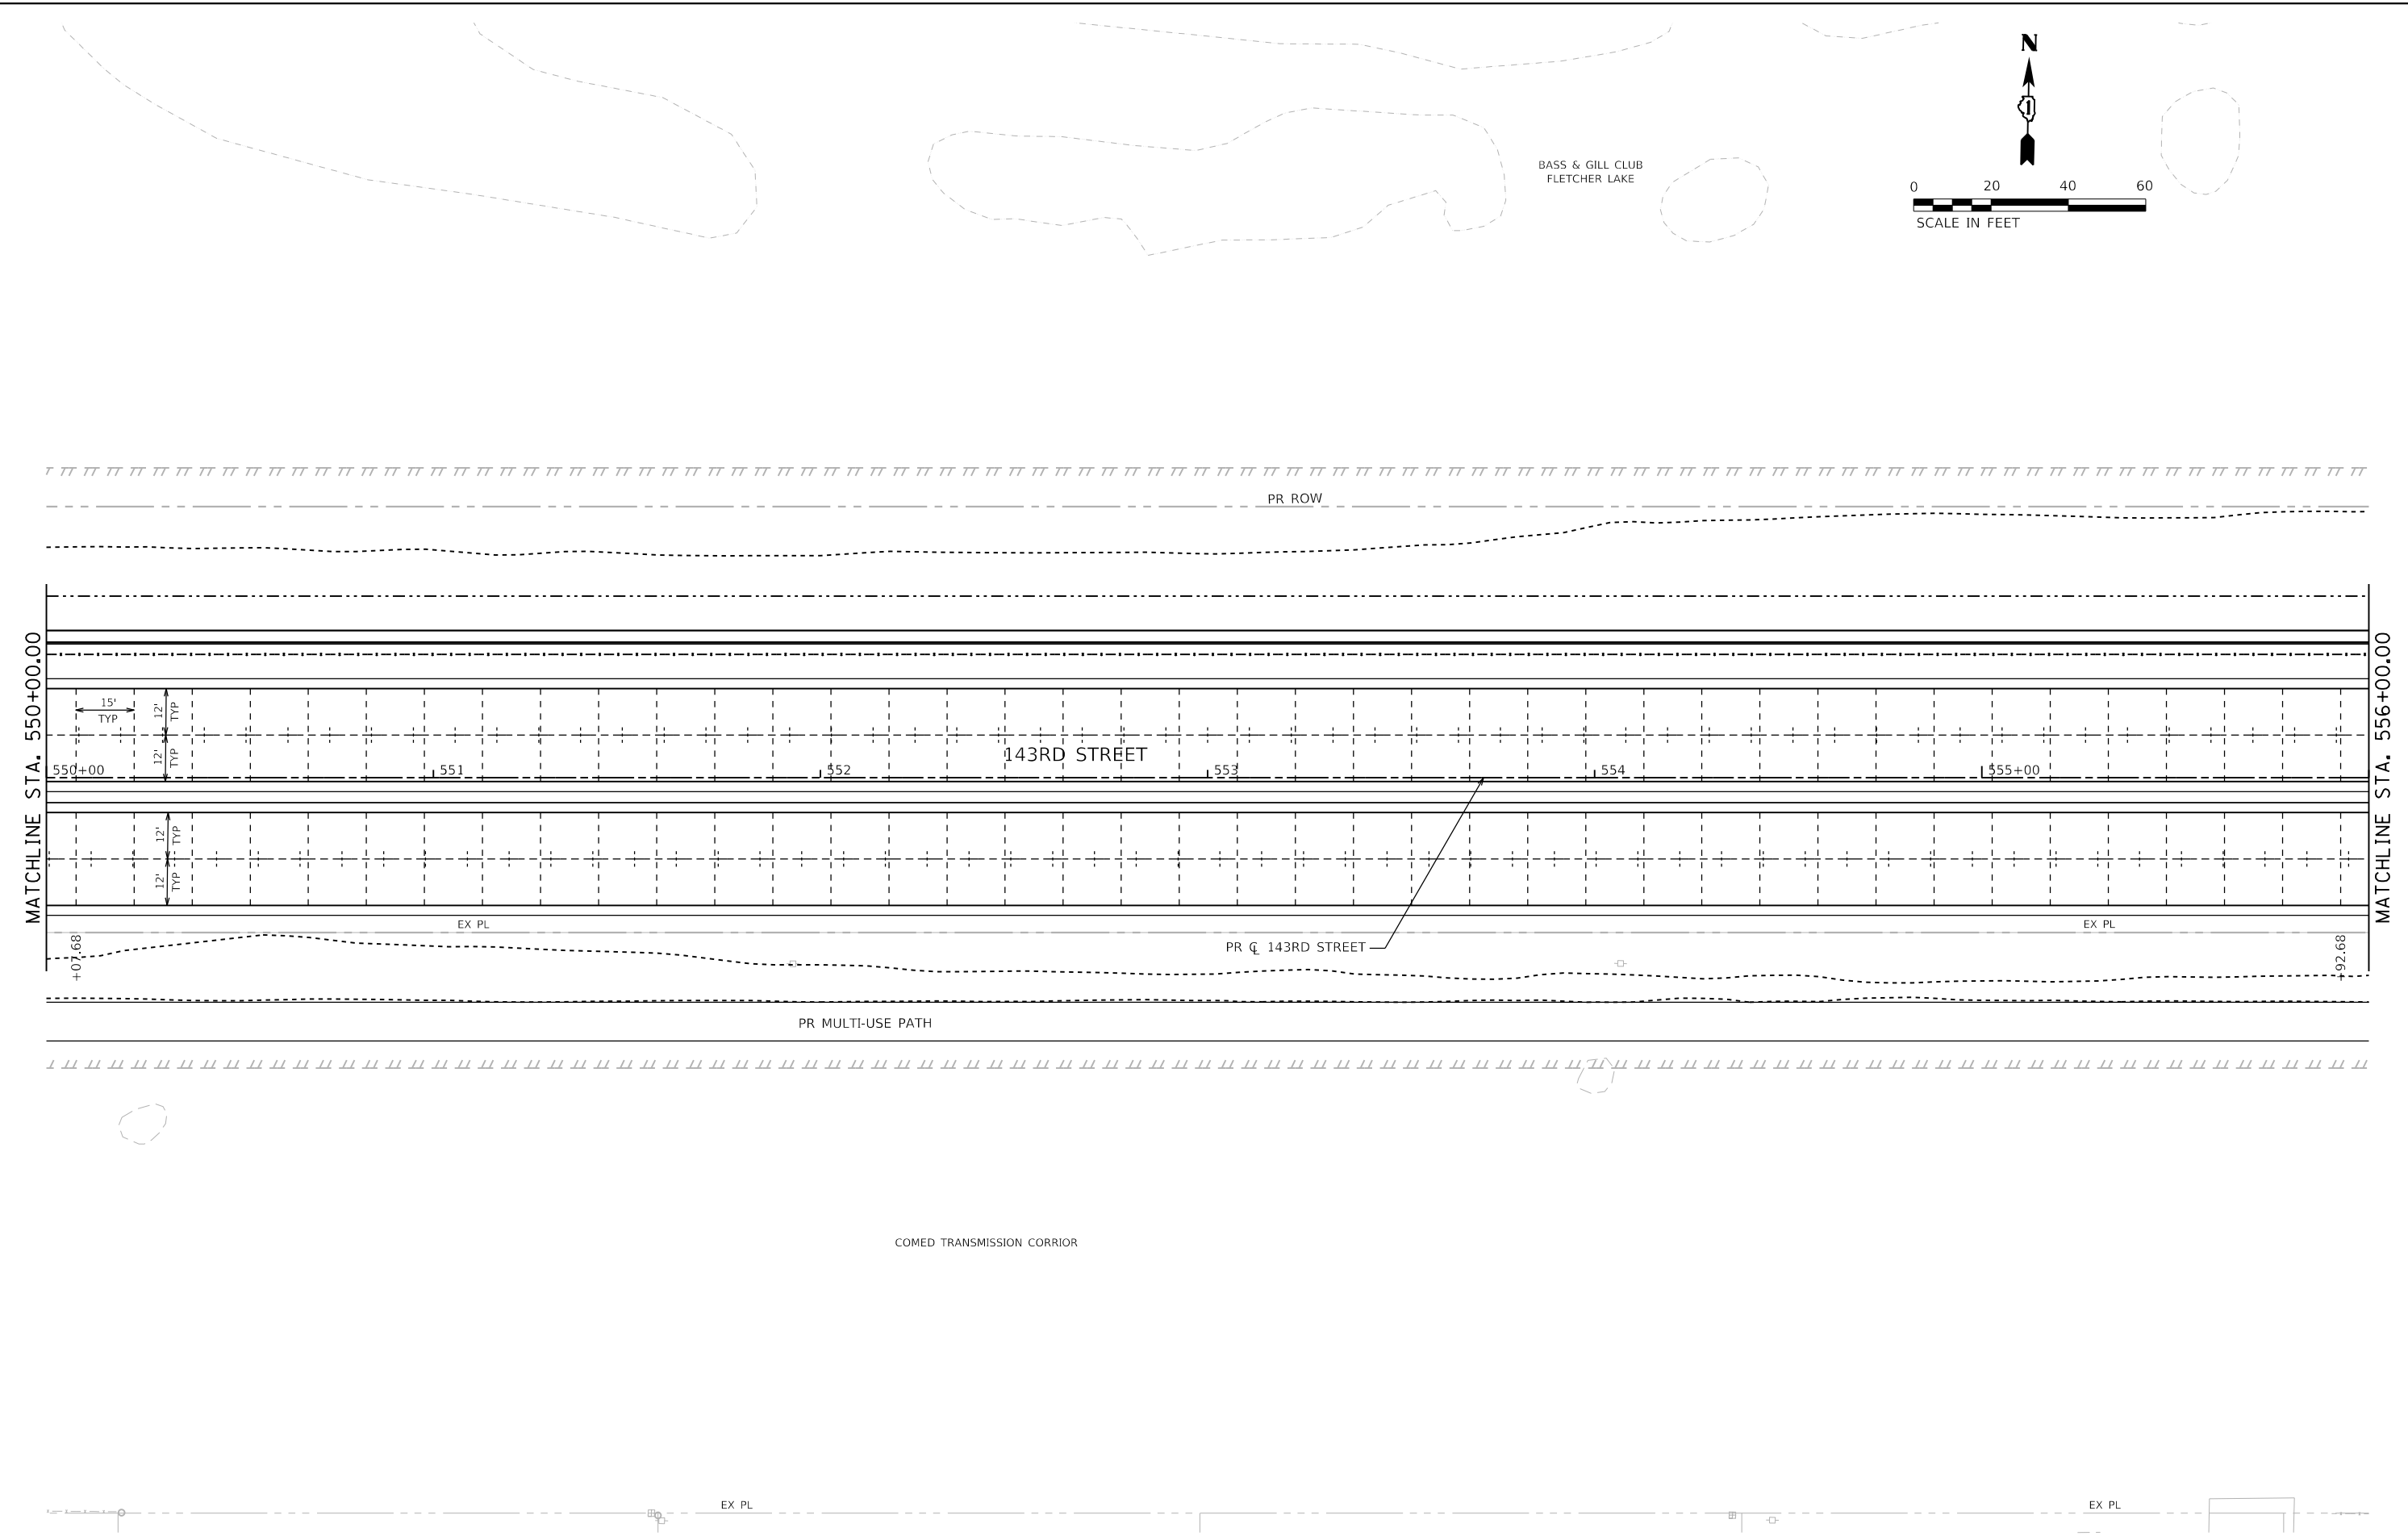 N
1
BASS & GILL CLUB
FLETCHER LAKE
0 20 40 60
SCALE IN FEET
PR ROW
MATCHLINE STA. 550+00.00
MATCHLINE STA. 556+00.00
15'
TYP
12'
TYP
12'
TYP
143RD STREET
550+00 551 552 553 554 555+00
12'
TYP
12'
TYP
EX PL
EX PL
+07.68
PR ℄ 143RD STREET
+92.68
PR MULTI-USE PATH
COMED TRANSMISSION CORRIOR
EX PL
EX PL